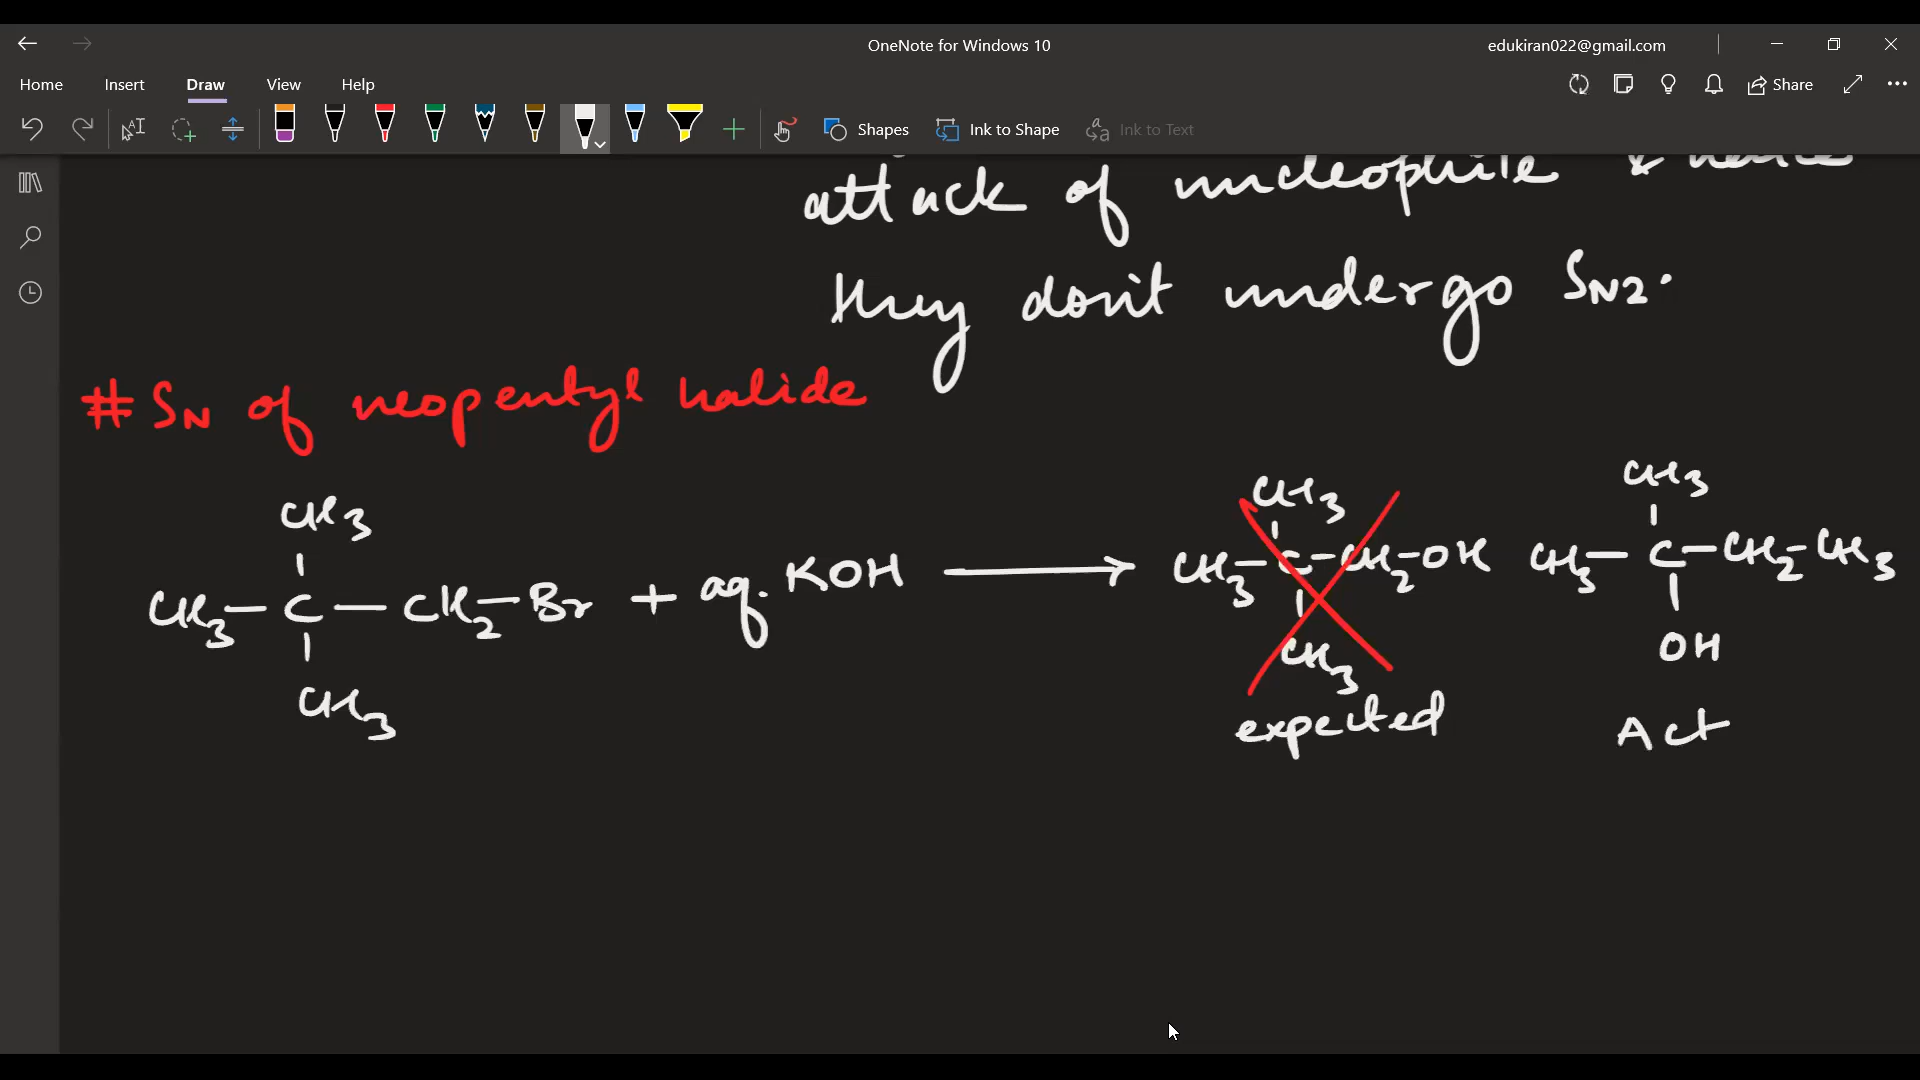 OneNote for Windows 10
edukiran022@gmail.com
Home Insert Draw View Help
Share
Shapes Ink to Shape Ink to Text
attack of nucleophile & hence
they don't undergo SN2.
# SN of neopentyl halide
CH3 CH3 CH3
CH3-C-CH2-Br + aq. KOH ⟶ CH3-C-CH2-OH CH3-C-CH2-CH3
CH3 CH3 OH
expected Act